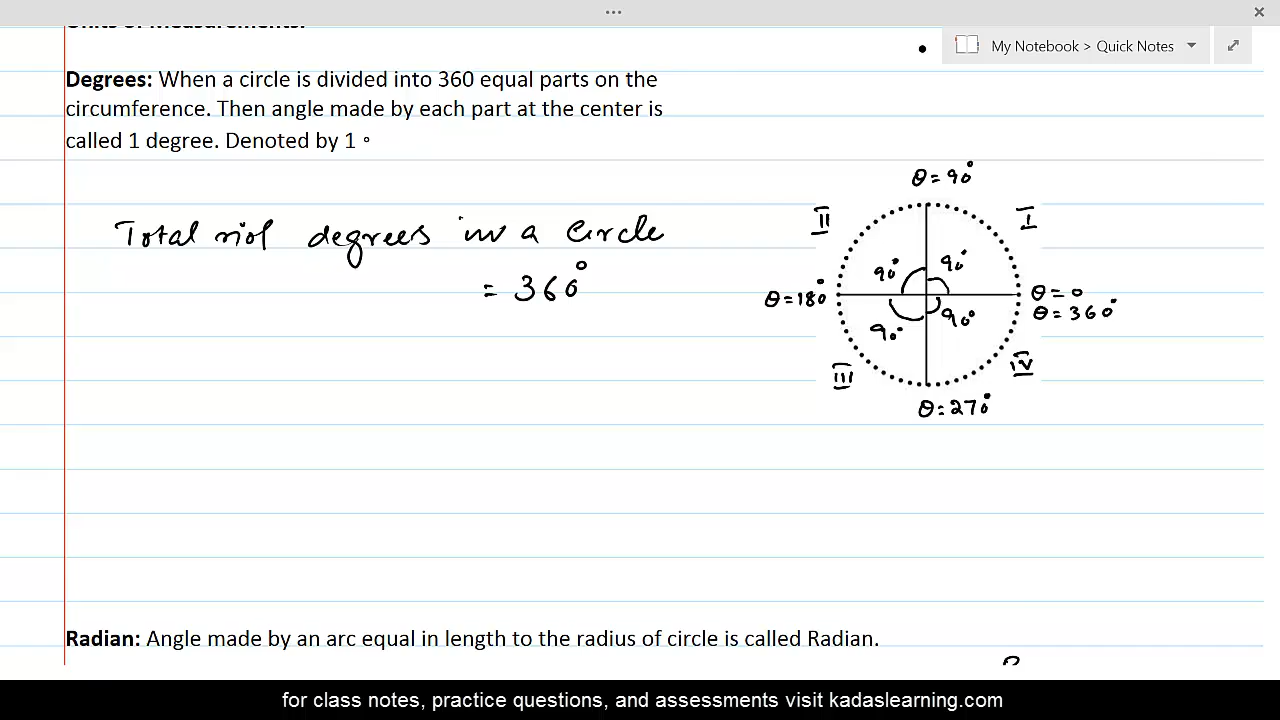 Units of Measurements:
My Notebook > Quick Notes
Degrees: When a circle is divided into 360 equal parts on the
circumference. Then angle made by each part at the center is
called 1 degree. Denoted by 1 °
θ = 90°
II
I
Total degrees in a circle
= 360°
90°
90°
θ = 180°
θ = 0
θ = 360°
90°
90°
III
IV
θ = 270°
Radian: Angle made by an arc equal in length to the radius of circle is called Radian.
for class notes, practice questions, and assessments visit kadaslearning.com